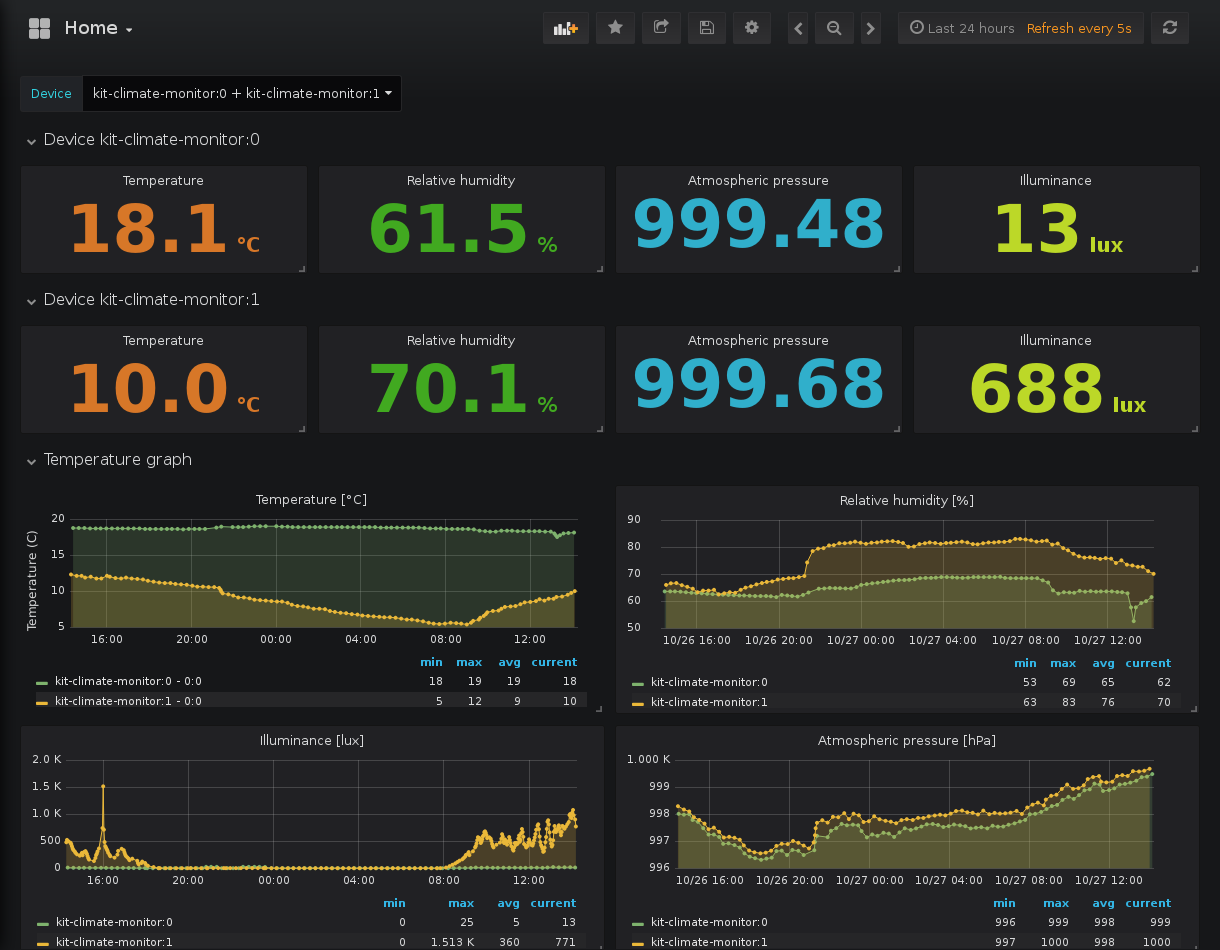 Home
Last 24 hours Refresh every 5s
Device kit-climate-monitor:0 + kit-climate-monitor:1
Device kit-climate-monitor:0
Temperature Relative humidity Atmospheric pressure Illuminance
18.1 °C 61.5 % 999.48 13 lux
Device kit-climate-monitor:1
Temperature Relative humidity Atmospheric pressure Illuminance
10.0 °C 70.1 % 999.68 688 lux
Temperature graph
Temperature [°C]
Temperature (C)
20
15
10
5
16:00 20:00 00:00 04:00 08:00 12:00
min max avg current
kit-climate-monitor:0 - 0:0 18 19 19 18
kit-climate-monitor:1 - 0:0 5 12 9 10
Relative humidity [%]
90
80
70
60
50
10/26 16:00 10/26 20:00 10/27 00:00 10/27 04:00 10/27 08:00 10/27 12:00
min max avg current
kit-climate-monitor:0 53 69 65 62
kit-climate-monitor:1 63 83 76 70
Illuminance [lux]
2.0 K
1.5 K
1.0 K
500
0
16:00 20:00 00:00 04:00 08:00 12:00
min max avg current
kit-climate-monitor:0 0 25 5 13
kit-climate-monitor:1 0 1.513 K 360 771
Atmospheric pressure [hPa]
1.000 K
999
998
997
996
10/26 16:00 10/26 20:00 10/27 00:00 10/27 04:00 10/27 08:00 10/27 12:00
min max avg current
kit-climate-monitor:0 996 999 998 999
kit-climate-monitor:1 997 1000 998 1000